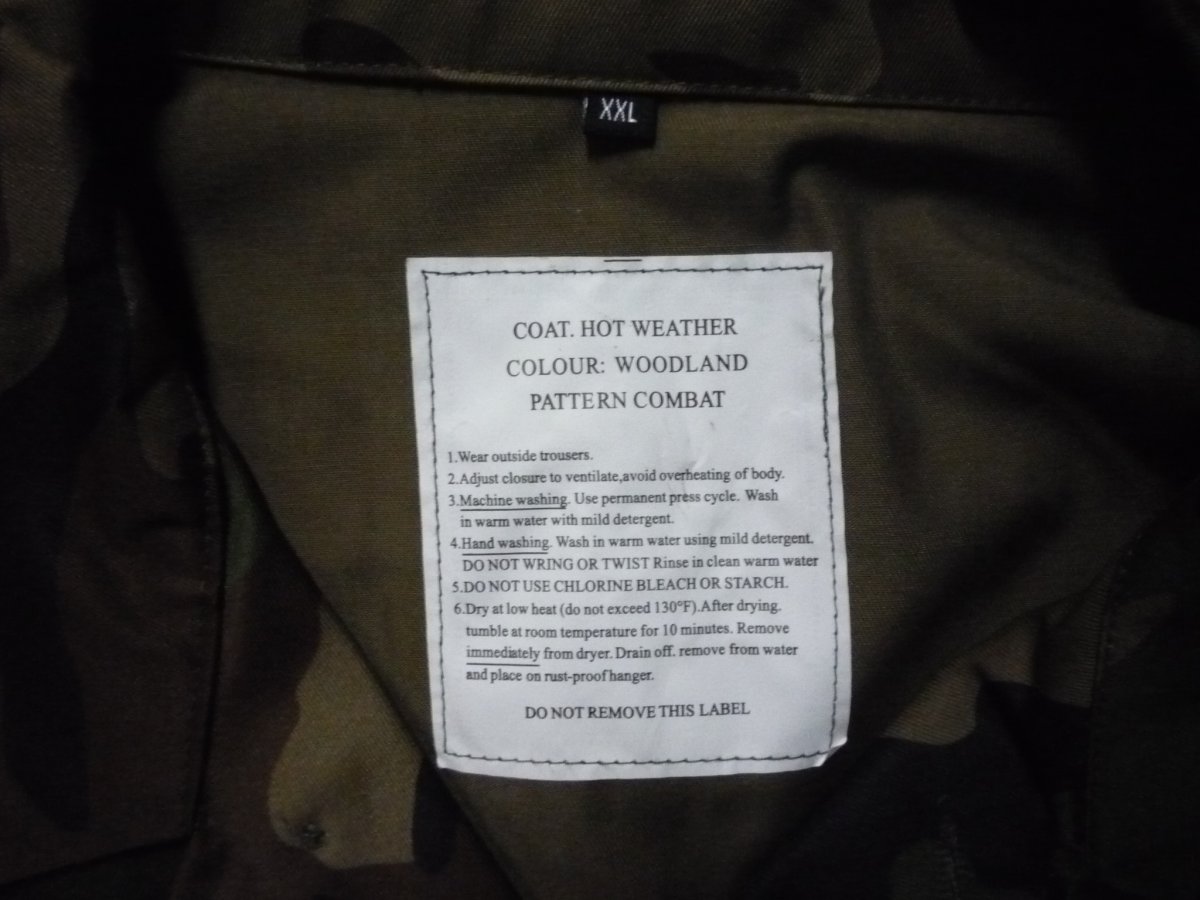 XXL
COAT. HOT WEATHER
COLOUR: WOODLAND
PATTERN COMBAT
1.Wear outside trousers.
2.Adjust closure to ventilate,avoid overheating of body.
3.Machine washing. Use permanent press cycle. Wash
in warm water with mild detergent.
4.Hand washing. Wash in warm water using mild detergent.
DO NOT WRING OR TWIST Rinse in clean warm water
5.DO NOT USE CHLORINE BLEACH OR STARCH.
6.Dry at low heat (do not exceed 130°F).After drying.
tumble at room temperature for 10 minutes. Remove
immediately from dryer. Drain off. remove from water
and place on rust-proof hanger.
DO NOT REMOVE THIS LABEL